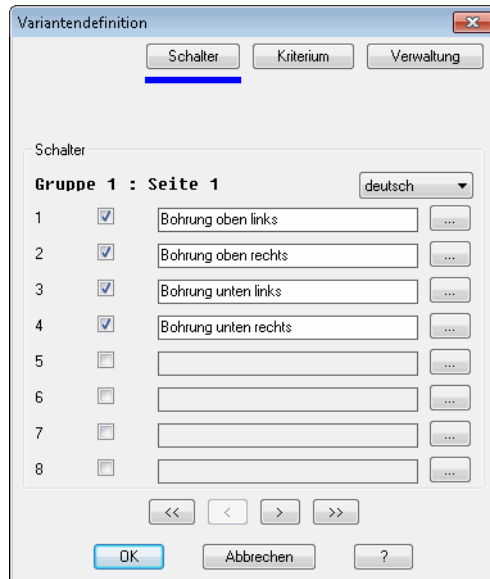 Variantendefinition
Schalter Kriterium Verwaltung
Schalter
Gruppe 1 : Seite 1 deutsch
1 Bohrung oben links ...
2 Bohrung oben rechts ...
3 Bohrung unten links ...
4 Bohrung unten rechts ...
5 ...
6 ...
7 ...
8 ...
<< < > >>
OK Abbrechen ?